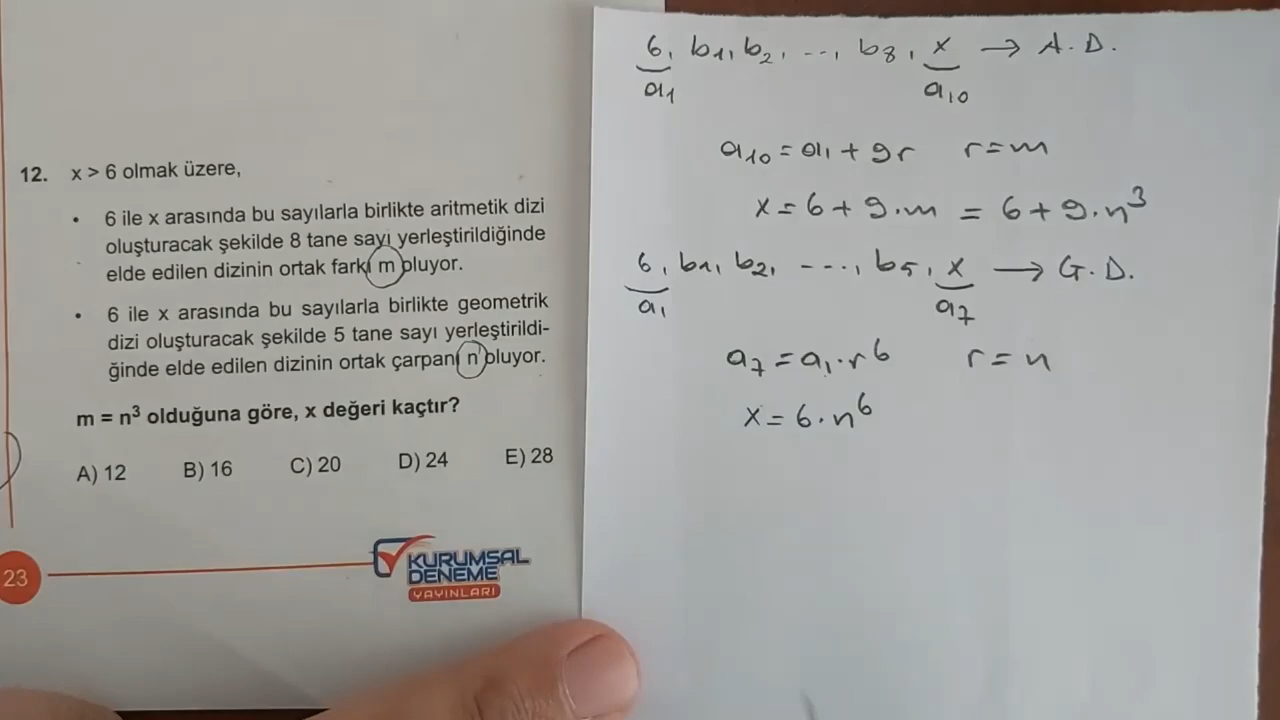 12. x > 6 olmak üzere,
• 6 ile x arasında bu sayılarla birlikte aritmetik dizi
oluşturacak şekilde 8 tane sayı yerleştirildiğinde
elde edilen dizinin ortak farkı m oluyor.
• 6 ile x arasında bu sayılarla birlikte geometrik
dizi oluşturacak şekilde 5 tane sayı yerleştirildi-
ğinde elde edilen dizinin ortak çarpanı n oluyor.
m = n³ olduğuna göre, x değeri kaçtır?
A) 12 B) 16 C) 20 D) 24 E) 28
23
KURUMSAL
DENEME
YAYINLARI
6, b₁, b₂, ..., b₈, x → A.D.
a₁ a₁₀
a₁₀ = a₁ + 9r r = m
x = 6 + 9.m = 6 + 9.n³
6, b₁, b₂, ..., b₅, x → G.D.
a₁ a₇
a₇ = a₁.r⁶ r = n
x = 6.n⁶